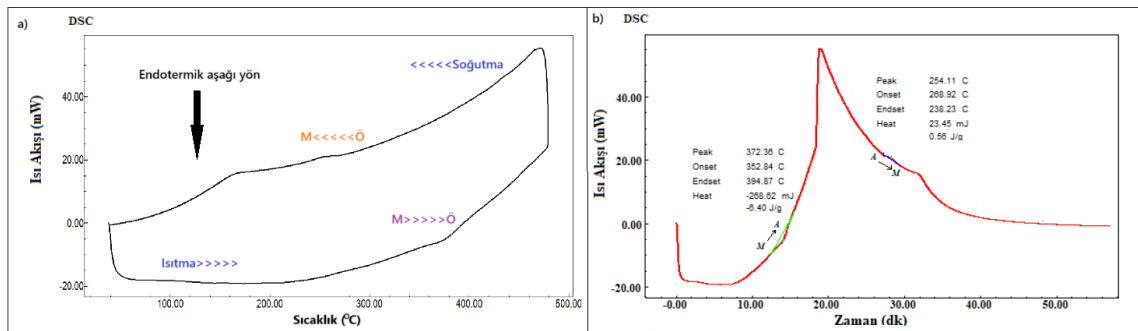 a)
DSC
Endotermik aşağı yön
<<<<<Soğutma
M<<<<<Ö
M>>>>>Ö
Isıtma>>>>>
Isı Akışı (mW)
40.00
20.00
0.00
-20.00
100.00
200.00
300.00
400.00
500.00
Sıcaklık (⁰C)
b)
DSC
Peak 254.11 C
Onset 268.92 C
Endset 238.23 C
Heat 23.45 mJ
0.56 J/g
Peak 372.36 C
Onset 352.84 C
Endset 394.87 C
Heat -268.62 mJ
-6.40 J/g
A
M
A
M
Isı Akışı (mW)
40.00
20.00
0.00
-20.00
-0.00
10.00
20.00
30.00
40.00
50.00
Zaman (dk)